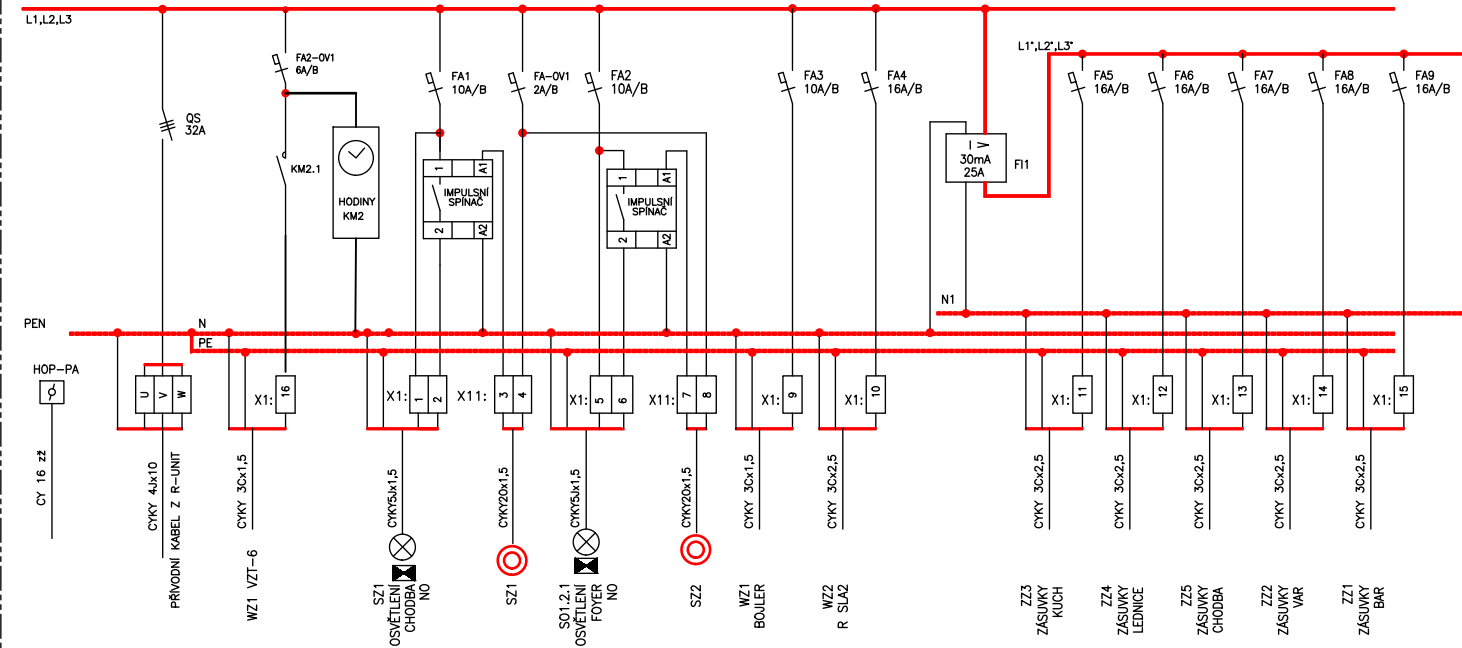 L1,L2,L3
QS
32A
FA2-OV1
6A/B
KM2.1
HODINY
KM2
FA1
10A/B
1
A1
IMPULSNÍ
SPÍNAČ
2
A2
FA-OV1
2A/B
FA2
10A/B
1
A1
IMPULSNÍ
SPÍNAČ
2
A2
FA3
10A/B
FA4
16A/B
I V
30mA
25A
FI1
L1',L2',L3'
FA5
16A/B
FA6
16A/B
FA7
16A/B
FA8
16A/B
FA9
16A/B
N1
PEN
N
PE
HOP-PA
U
V
W
X1:
16
X1:
1
2
X11:
3
4
X1:
5
6
X11:
7
8
X1:
9
X1:
10
X1:
11
X1:
12
X1:
13
X1:
14
X1:
15
CY 16 zž
CYKY 4Jx10
PŘÍVODNÍ KABEL Z R-UNIT
CYKY 3Cx1,5
WZ1 VZT-6
CYKY5Jx1,5
SZ1
OSVĚTLENÍ
CHODBA
NO
CYKY20x1,5
SZ1
CYKY5Jx1,5
SO1.2.1
OSVĚTLENÍ
FOYER
NO
CYKY20x1,5
SZ2
CYKY 3Cx1,5
WZ1
BOJLER
CYKY 3Cx2,5
WZ2
R SLA2
CYKY 3Cx2,5
ZZ3
ZÁSUVKY
KUCH
CYKY 3Cx2,5
ZZ4
ZÁSUVKY
LEDNICE
CYKY 3Cx2,5
ZZ5
ZÁSUVKY
CHODBA
CYKY 3Cx2,5
ZZ2
ZÁSUVKY
VAR
CYKY 3Cx2,5
ZZ1
ZÁSUVKY
BAR